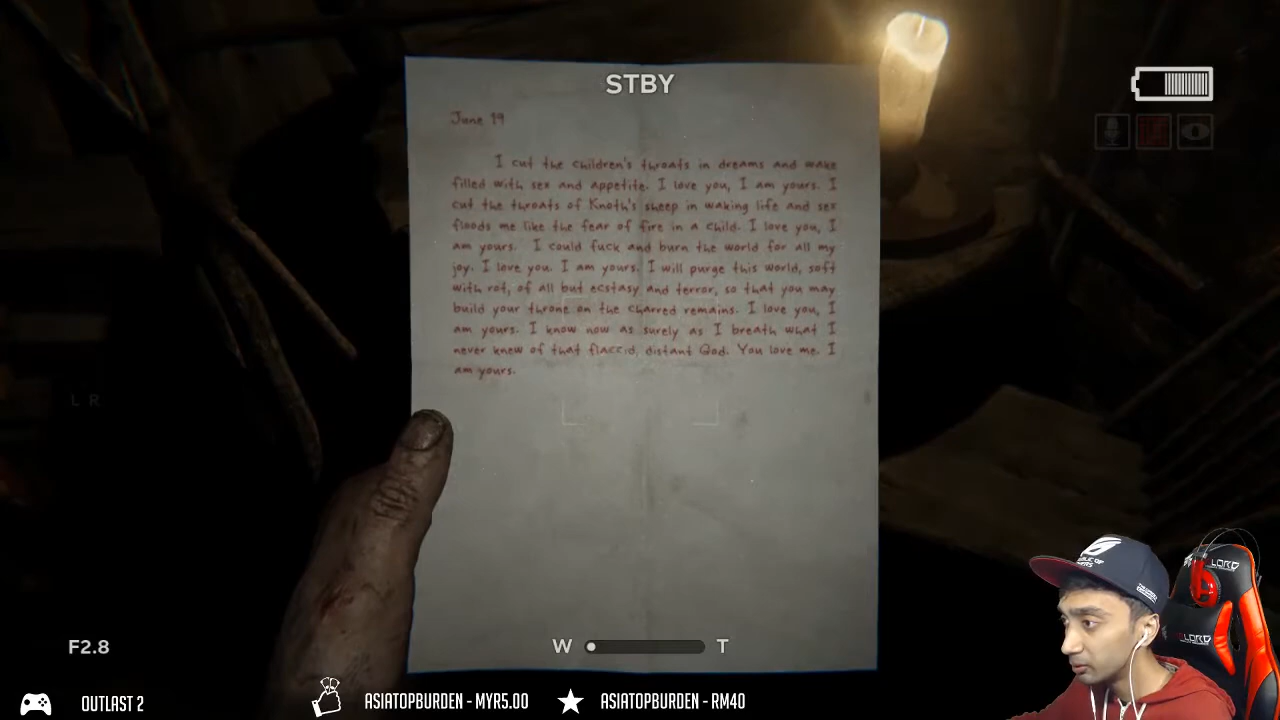 STBY
June 19
I cut the children's throats in dreams and wake
filled with sex and appetite. I love you, I am yours. I
cut the throats of Knoth's sheep in waking life and sex
floods me like the fear of fire in a child. I love you, I
am yours. I could fuck and burn the world for all my
joy. I love you. I am yours. I will purge this world, soft
with rot, of all but ecstasy and terror, so that you may
build your throne on the charred remains. I love you, I
am yours. I know now as surely as I breath what I
never knew of that flaccid, distant God. You love me. I
am yours.
L R
F2.8
W T
OUTLAST 2
ASIATOPBURDEN - MYR5.00
ASIATOPBURDEN - RM40